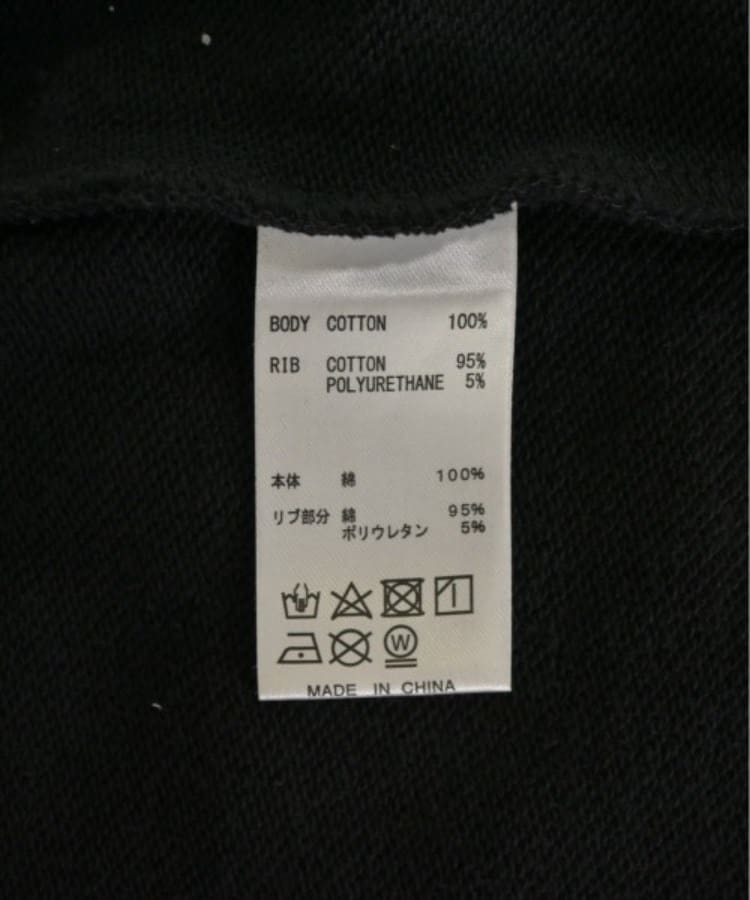 BODY COTTON 100%
RIB COTTON 95%
POLYURETHANE 5%
本体 綿 100%
リブ部分 綿 95%
ポリウレタン 5%
W
MADE IN CHINA